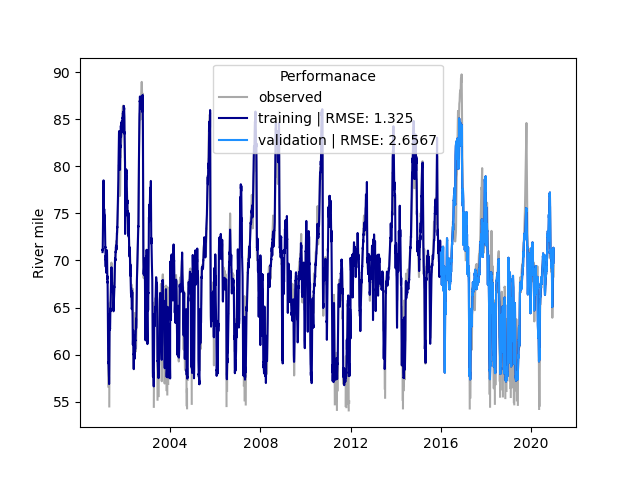 Performanace
observed
training | RMSE: 1.325
validation | RMSE: 2.6567
River mile
90
85
80
75
70
65
60
55
2004
2008
2012
2016
2020